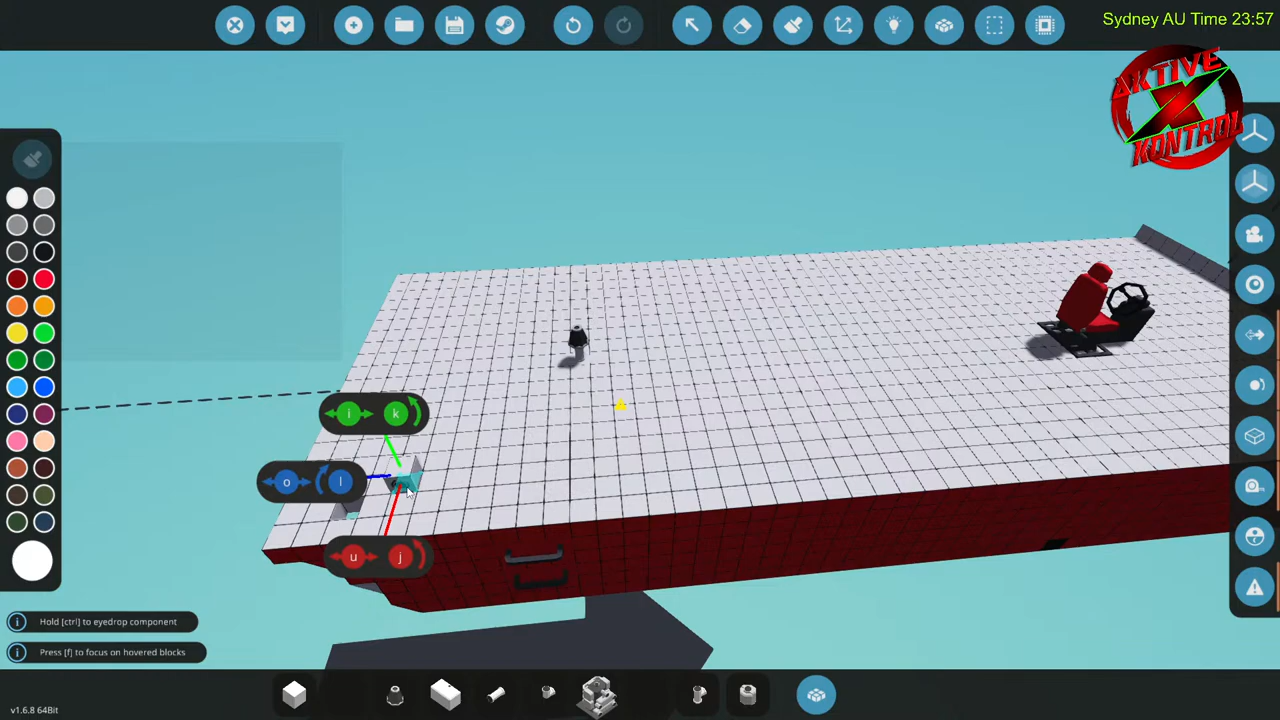 Sydney AU Time 23:57
AKTIVE
X
KONTROL
i
k
o
l
u
j
Hold [ctrl] to eyedrop component
Press [f] to focus on hovered blocks
v1.6.8 64Bit